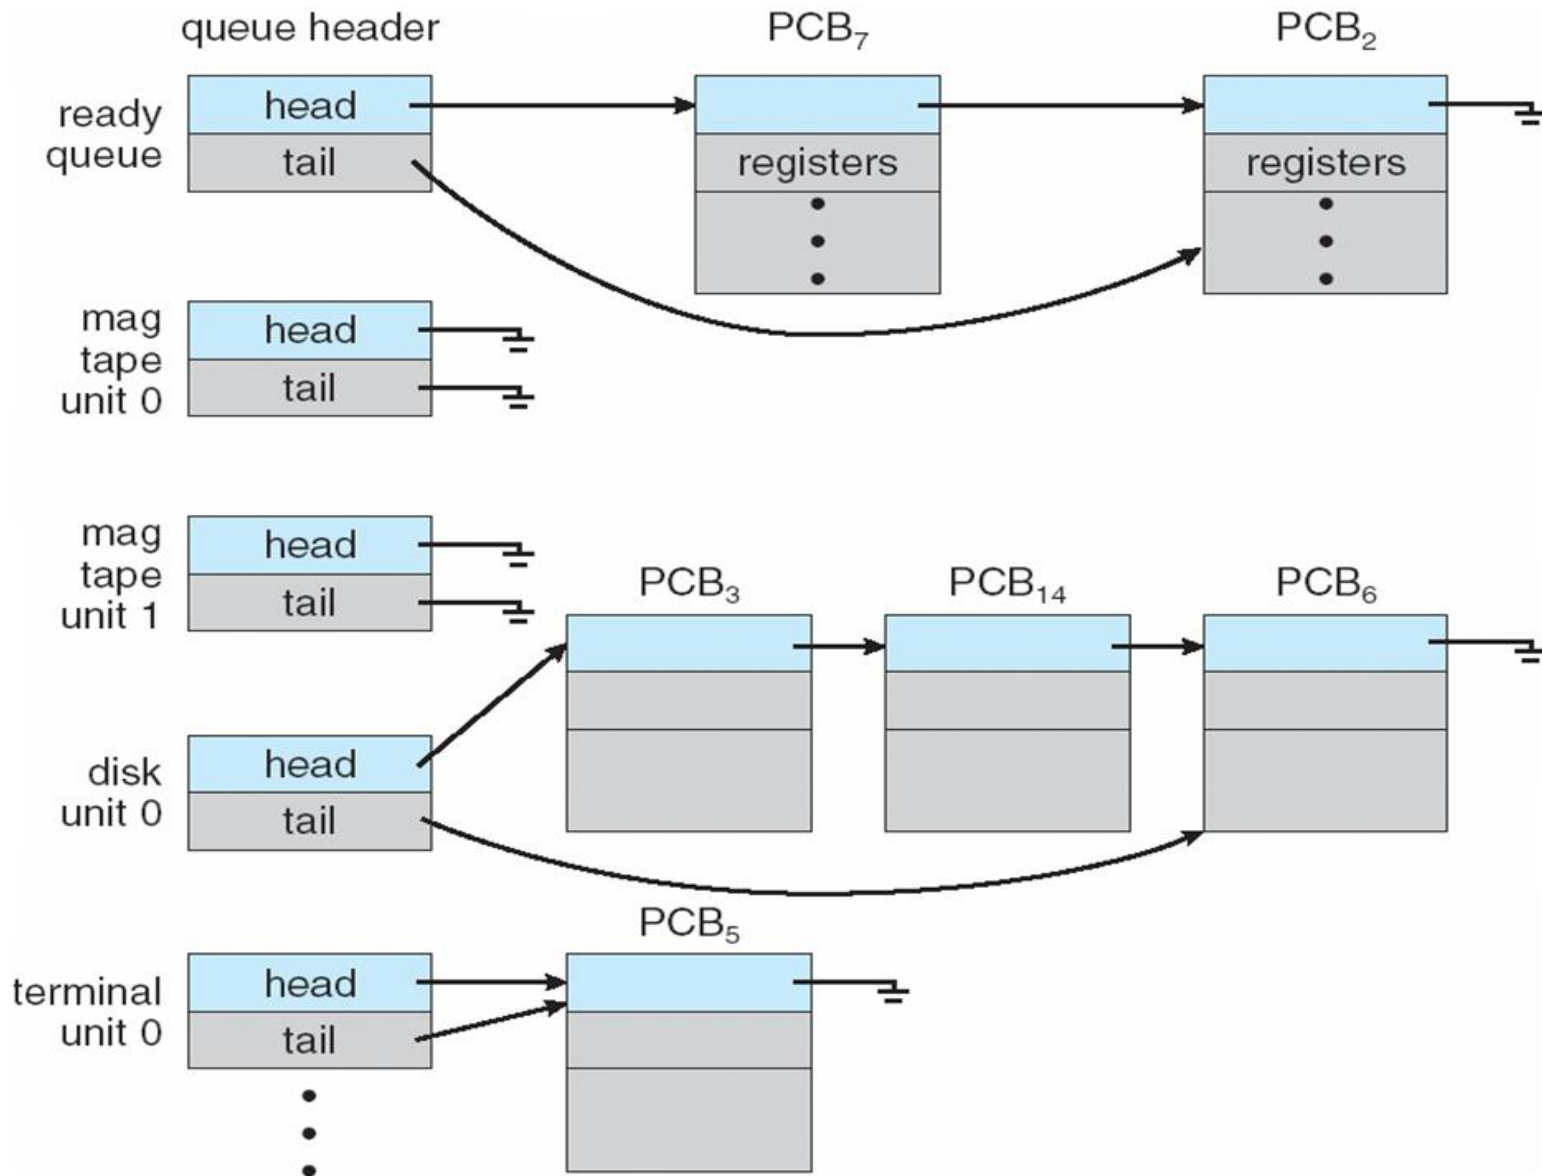 queue header
PCB₇
PCB₂
ready
queue
head
tail
registers
registers
mag
tape
unit 0
head
tail
mag
tape
unit 1
head
tail
PCB₃
PCB₁₄
PCB₆
disk
unit 0
head
tail
PCB₅
terminal
unit 0
head
tail